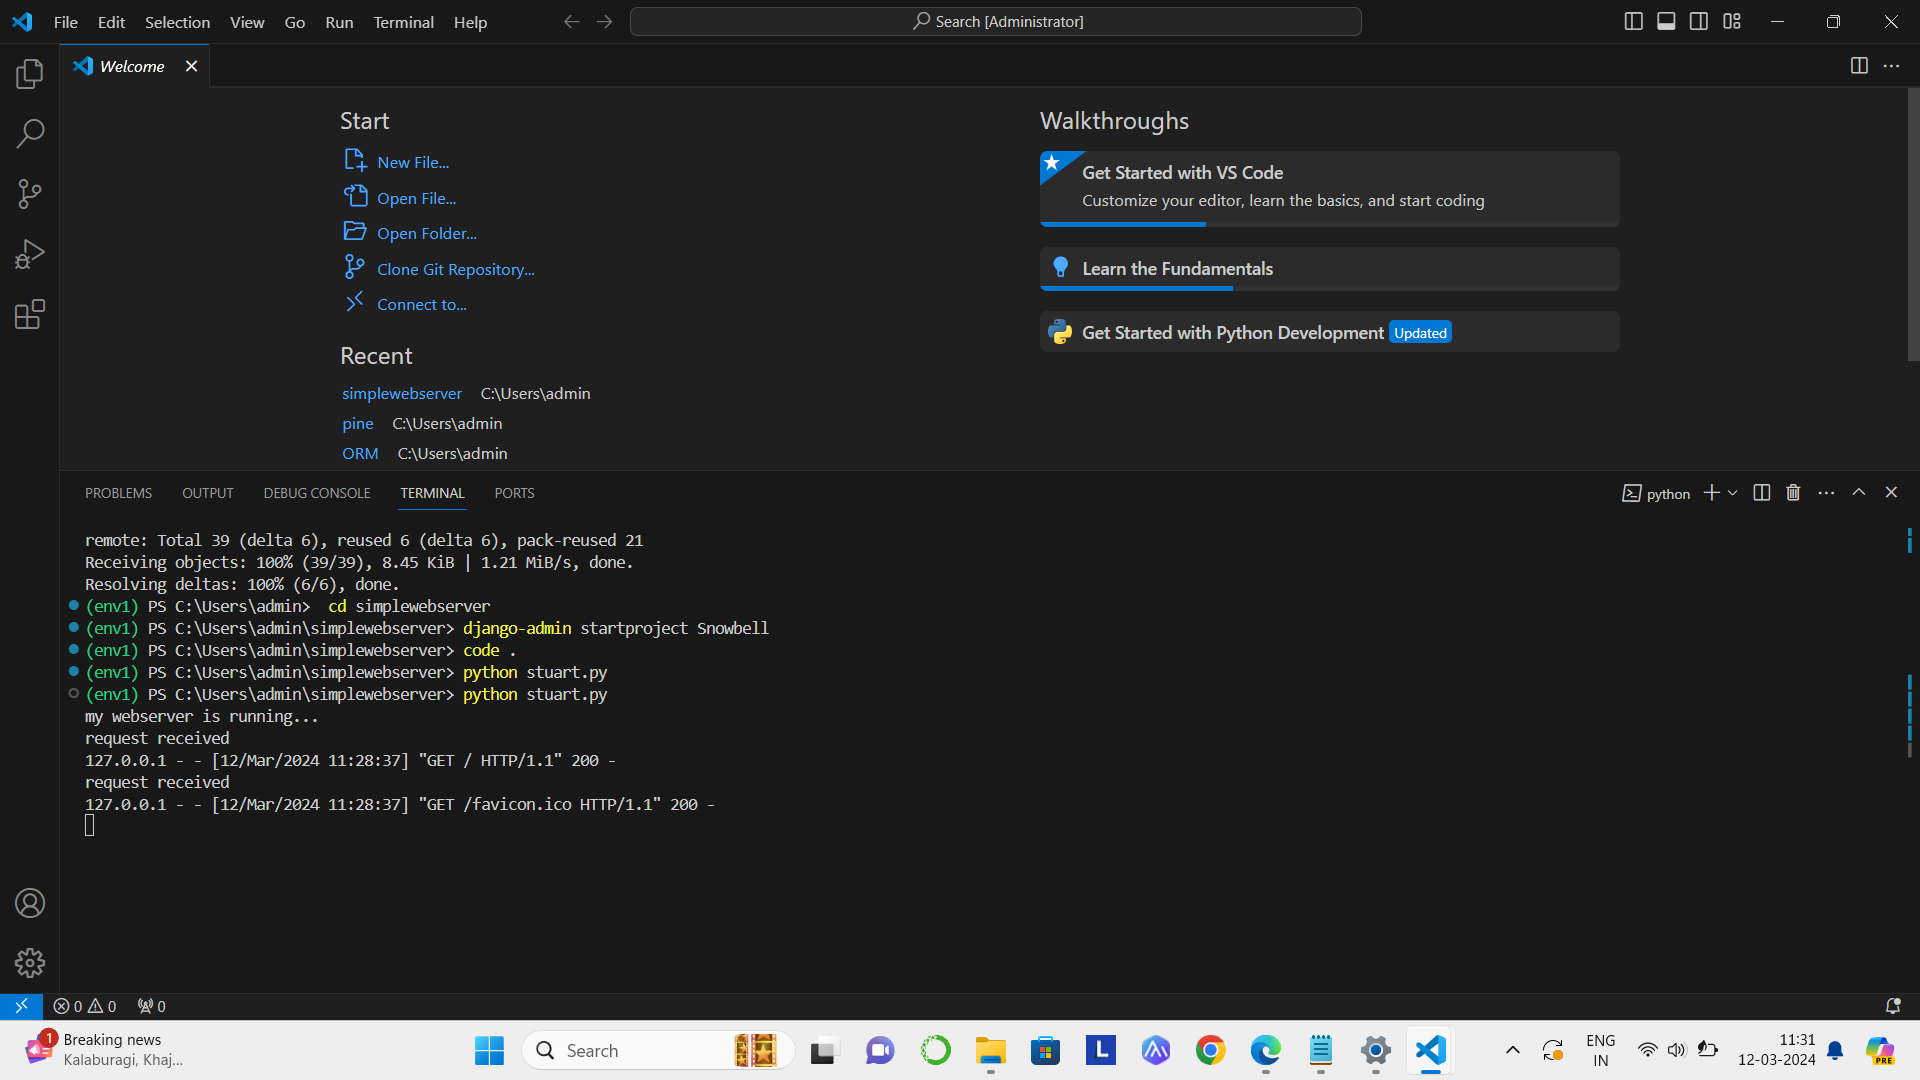 File Edit Selection View Go Run Terminal Help Search [Administrator]
Welcome
Start
New File...
Open File...
Open Folder...
Clone Git Repository...
Connect to...
Recent
simplewebserver C:\Users\admin
pine C:\Users\admin
ORM C:\Users\admin
Walkthroughs
Get Started with VS Code
Customize your editor, learn the basics, and start coding
Learn the Fundamentals
Get Started with Python Development Updated
PROBLEMS OUTPUT DEBUG CONSOLE TERMINAL PORTS python
remote: Total 39 (delta 6), reused 6 (delta 6), pack-reused 21
Receiving objects: 100% (39/39), 8.45 KiB | 1.21 MiB/s, done.
Resolving deltas: 100% (6/6), done.
(env1) PS C:\Users\admin>  cd simplewebserver
(env1) PS C:\Users\admin\simplewebserver> django-admin startproject Snowbell
(env1) PS C:\Users\admin\simplewebserver> code .
(env1) PS C:\Users\admin\simplewebserver> python stuart.py
(env1) PS C:\Users\admin\simplewebserver> python stuart.py
my webserver is running...
request received
127.0.0.1 - - [12/Mar/2024 11:28:37] "GET / HTTP/1.1" 200 -
request received
127.0.0.1 - - [12/Mar/2024 11:28:37] "GET /favicon.ico HTTP/1.1" 200 -
0 0 0
1 Breaking news
Kalaburagi, Khaj...
Search
L
PRE
ENG
IN
11:31
12-03-2024